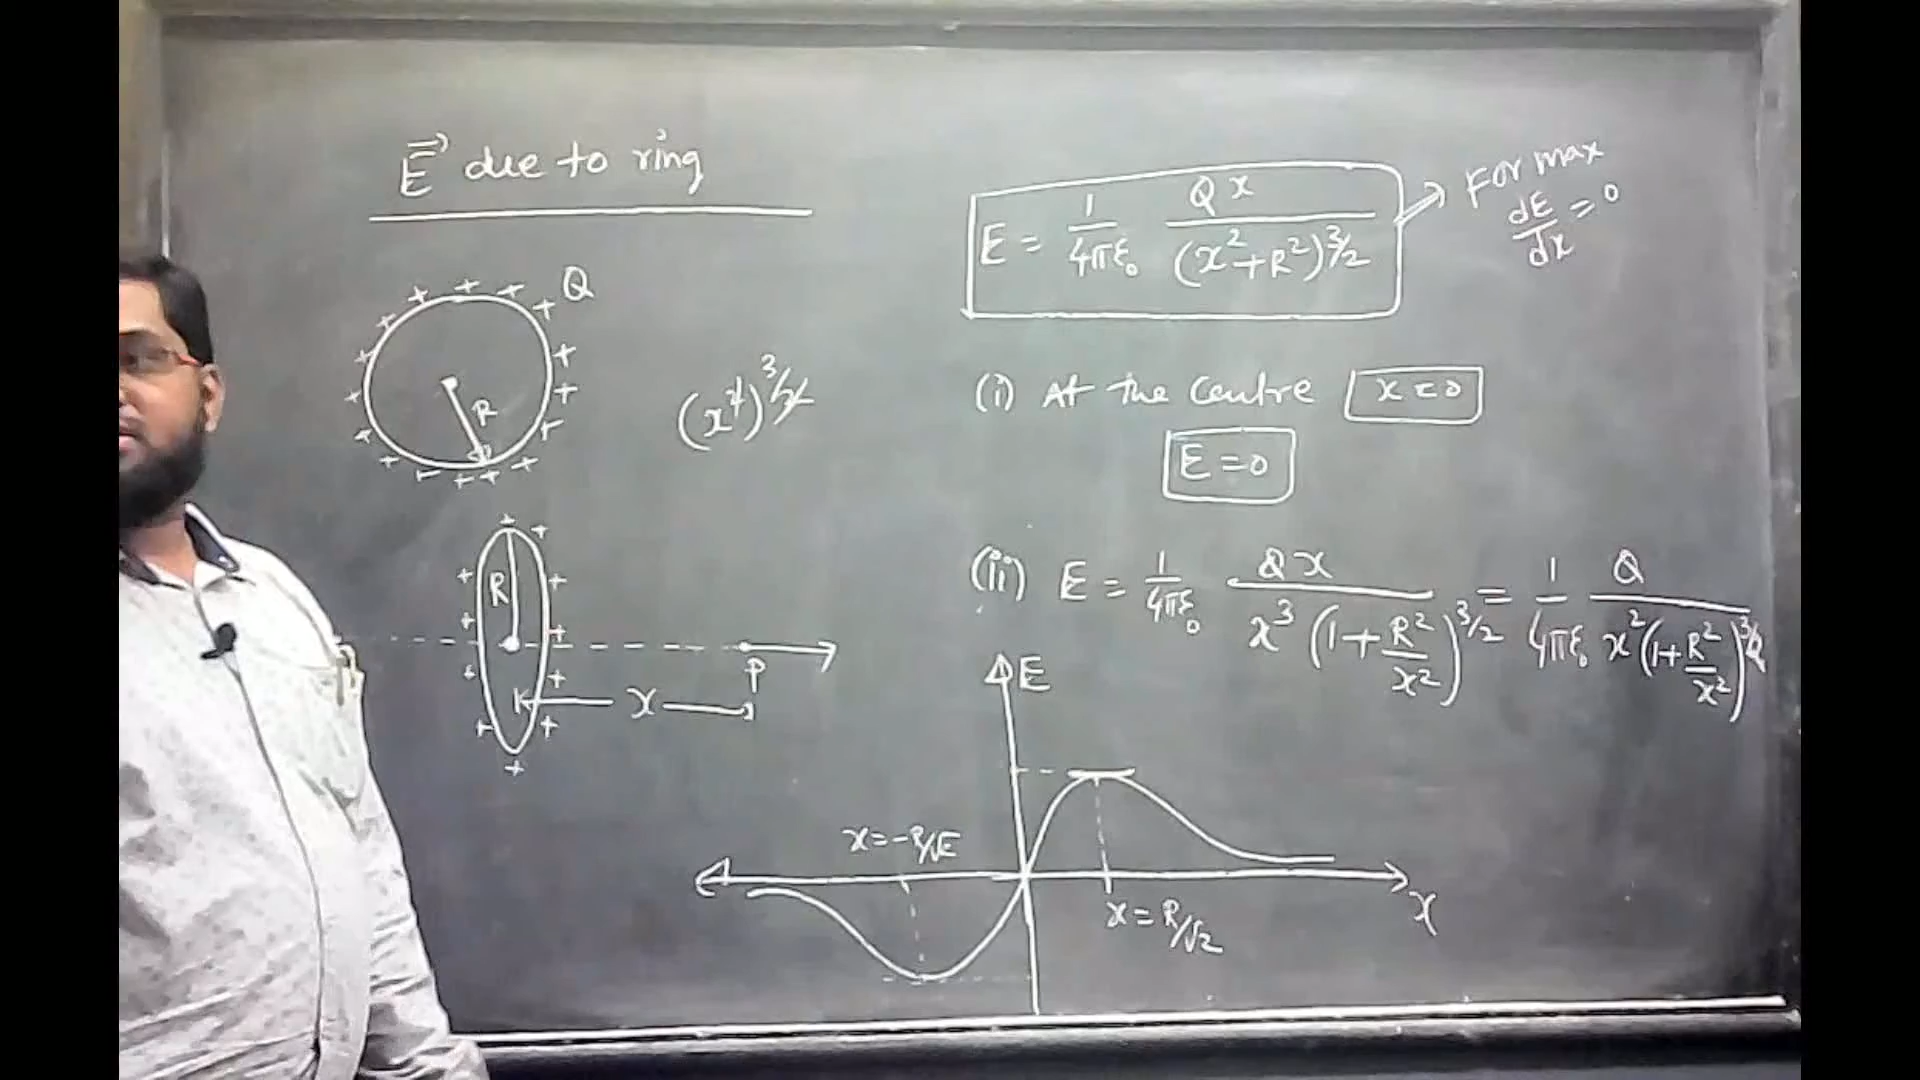 E⃗ due to ring
Q
R
(x²)^3/2
R
P
x
E = 1/4πε₀ Qx/(x²+R²)^3/2
For max
dE/dx = 0
(i) At the centre x=0
E=0
(ii) E = 1/4πε₀ Qx/x³(1+R²/x²)^3/2 = 1/4πε₀ Q/x²(1+R²/x²)^3/2
E
x=-R/√2
x=R/√2
x